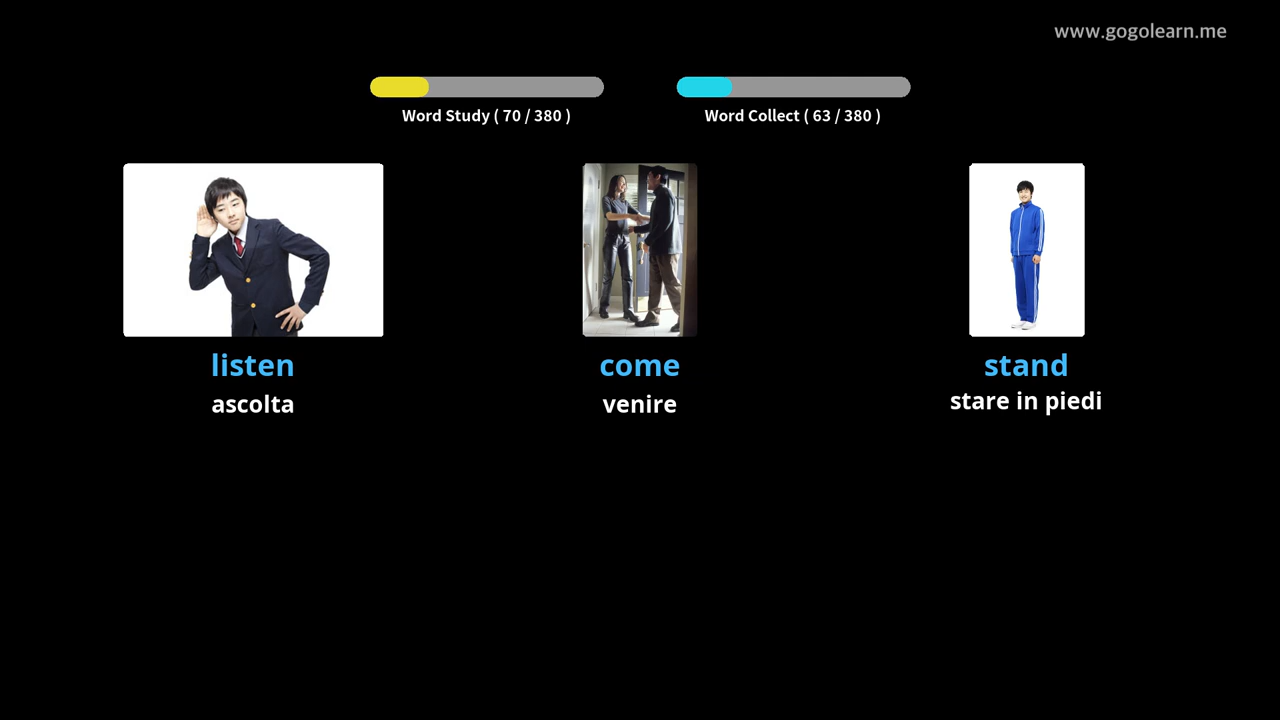 www.gogolearn.me
Word Study ( 70 / 380 )
Word Collect ( 63 / 380 )
listen
come
stand
ascolta
venire
stare in piedi